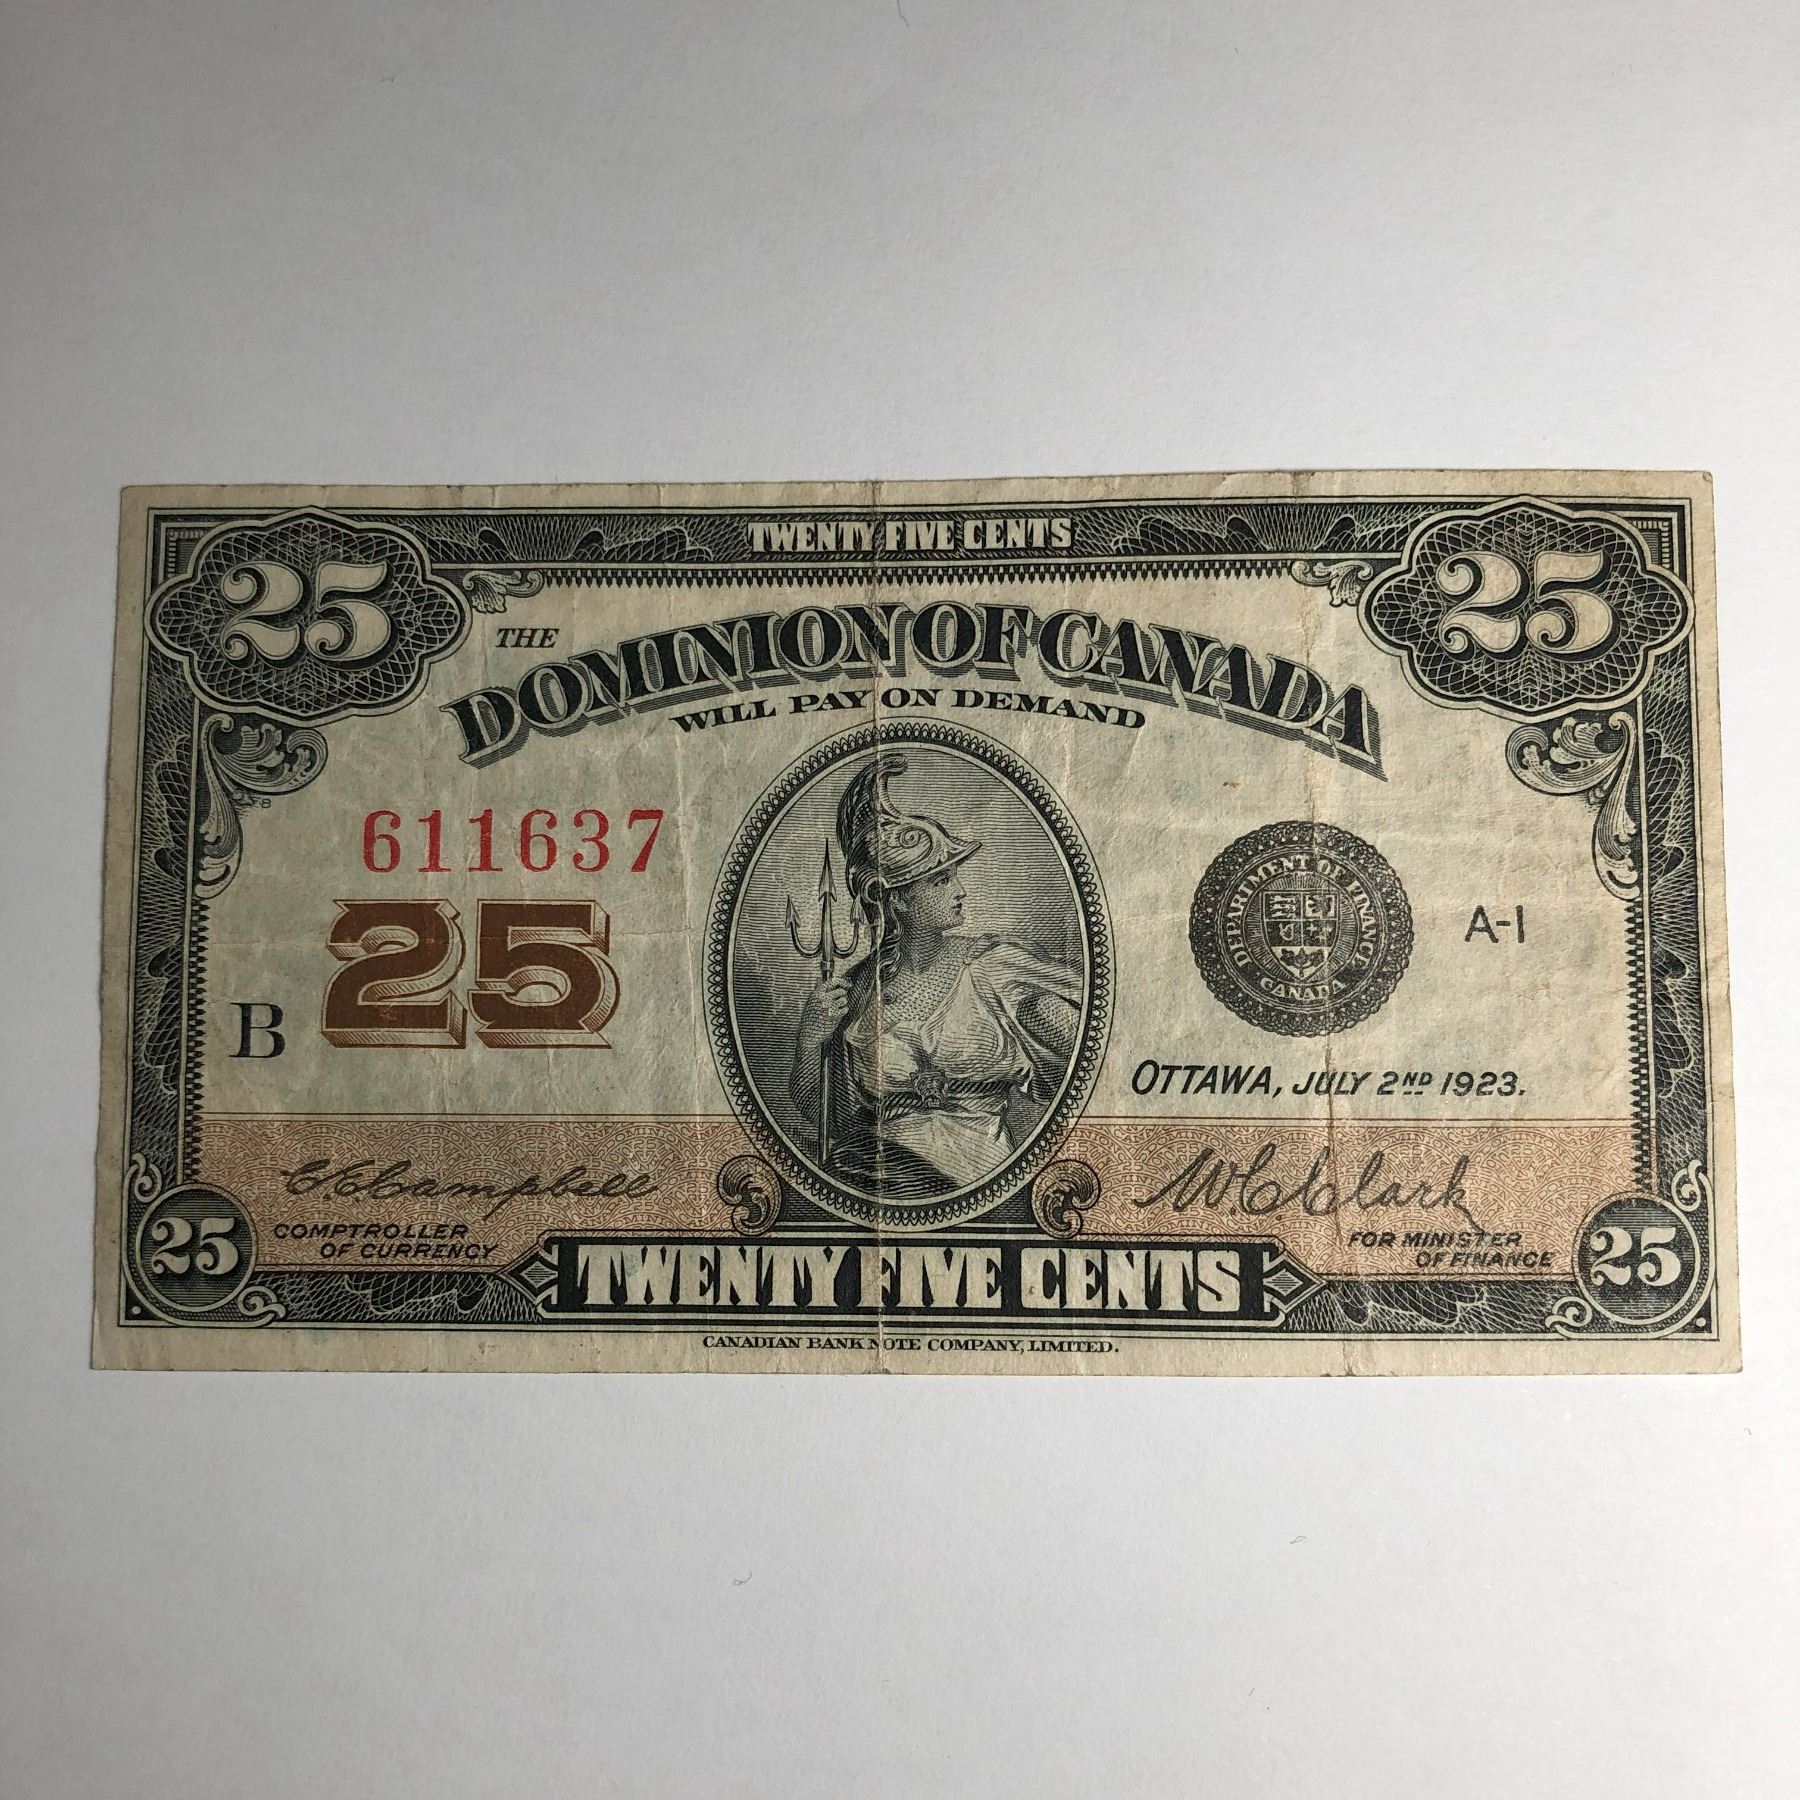 TWENTY FIVE CENTS
25 25
THE DOMINION OF CANADA
WILL PAY ON DEMAND
611637
25
B
DEPARTMENT OF FINANCE
CANADA
A-1
OTTAWA, JULY 2ND 1923.
C.E. Campbell
COMPTROLLER
OF CURRENCY
W.C. Clark
FOR MINISTER
OF FINANCE
25 TWENTY FIVE CENTS 25
CANADIAN BANK NOTE COMPANY, LIMITED.